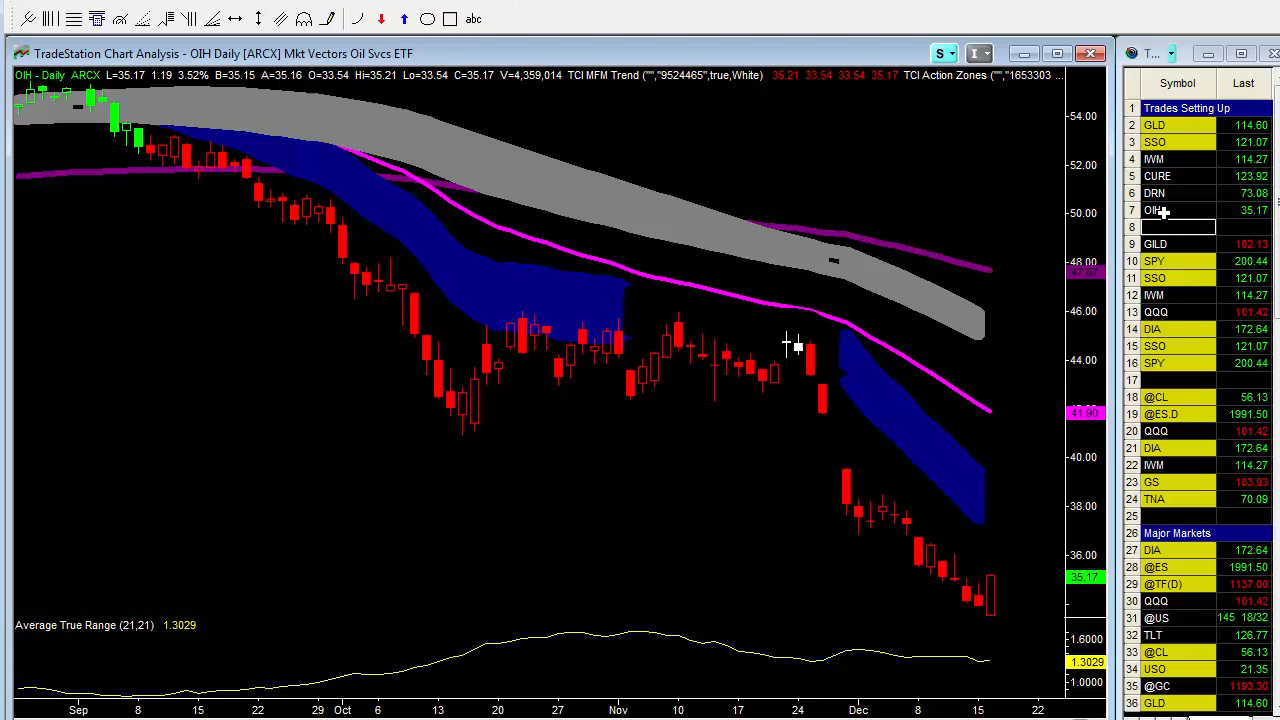 abc
TradeStation Chart Analysis - OIH Daily [ARCX] Mkt Vectors Oil Svcs ETF
S
I
T...
OIH - Daily ARCX L=35.17 1.19 3.52% B=35.15 A=35.16 O=33.54 Hi=35.21 Lo=33.54 C=35.17 V=4,359,014 TCI MFM Trend ("","9524465",true,White) 35.21 33.54 33.54 35.17 TCI Action Zones ("","1653303 ...
54.00
52.00
50.00
48.00
47.67
46.00
44.00
41.90
40.00
38.00
36.00
35.17
Average True Range (21,21) 1.3029
1.6000
1.3029
1.0000
Sep 8 15 22 29 Oct 6 13 20 27 Nov 10 17 24 Dec 8 15 22
Symbol Last
1 Trades Setting Up
2 GLD 114.60
3 SSO 121.07
4 IWM 114.27
5 CURE 123.92
6 DRN 73.08
7 OIH 35.17
8
9 GILD 102.13
10 SPY 200.44
11 SSO 121.07
12 IWM 114.27
13 QQQ 101.42
14 DIA 172.64
15 SSO 121.07
16 SPY 200.44
17
18 @CL 56.13
19 @ES.D 1991.50
20 QQQ 101.42
21 DIA 172.64
22 IWM 114.27
23 GS 183.93
24 TNA 70.09
25
26 Major Markets
27 DIA 172.64
28 @ES 1991.50
29 @TF(D) 1137.00
30 QQQ 101.42
31 @US 145 18/32
32 TLT 126.77
33 @CL 56.13
34 USO 21.35
35 @GC 1193.30
36 GLD 114.60